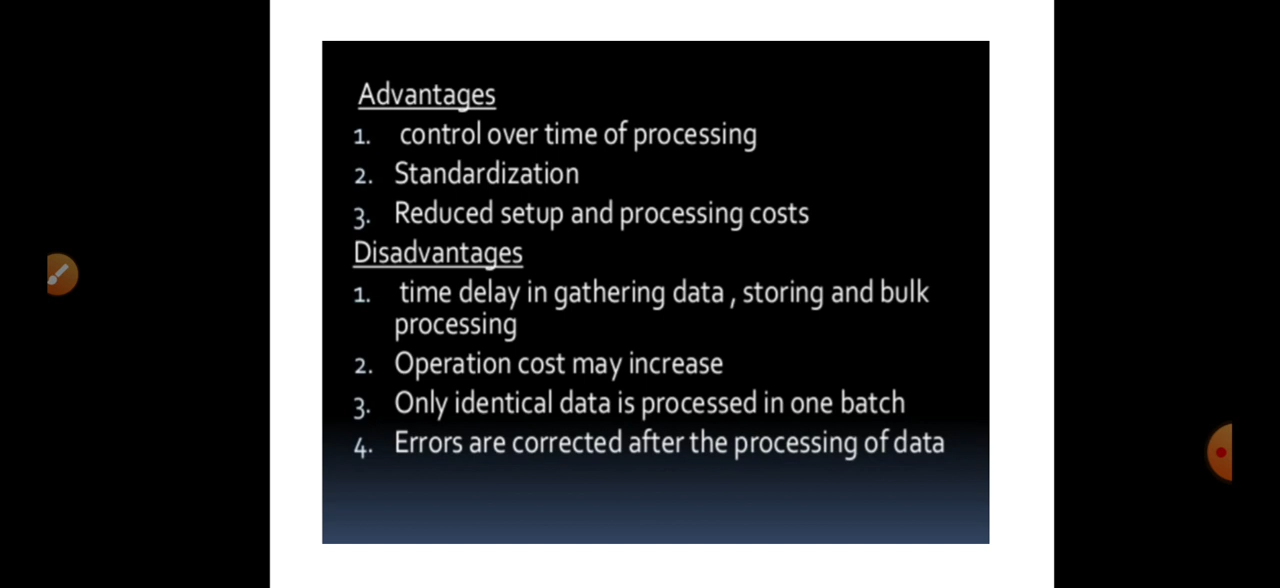 Advantages
1. control over time of processing
2. Standardization
3. Reduced setup and processing costs
Disadvantages
1. time delay in gathering data , storing and bulk
processing
2. Operation cost may increase
3. Only identical data is processed in one batch
4. Errors are corrected after the processing of data